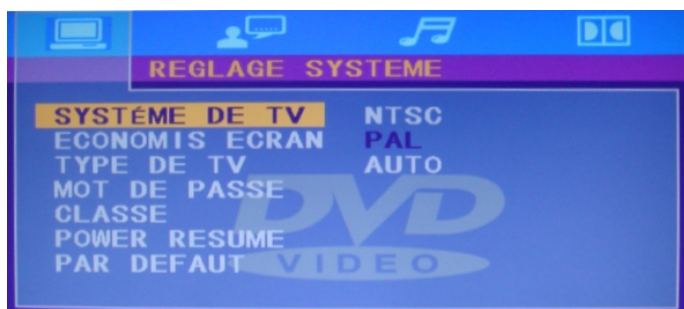 REGLAGE SYSTEME
SYSTÉME DE TV NTSC
ECONOMIS ECRAN PAL
TYPE DE TV AUTO
MOT DE PASSE
CLASSE
POWER RESUME
PAR DEFAUT
DVD
VIDEO